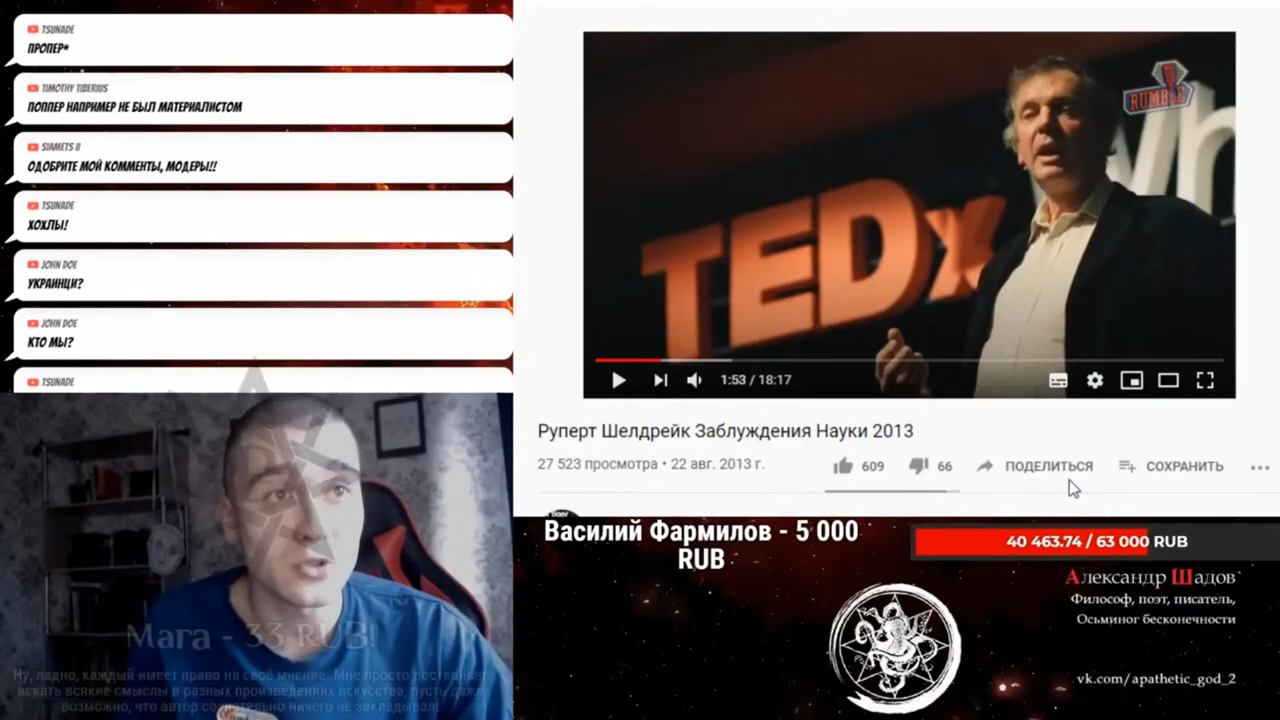 TSUNADE
ПРОПЕР*
TIMOTHY TIBERIUS
ПОППЕР НАПРИМЕР НЕ БЫЛ МАТЕРИАЛИСТОМ
SIAMETS II
ОДОБРИТЕ МОЙ КОММЕНТЫ, МОДЕРЫ!!
TSUNADE
ХОХЛЫ!
JOHN DOE
УКРАИНЦИ?
JOHN DOE
КТО МЫ?
TSUNADE
RUMBLE
Wh
TEDx
1:53 / 18:17
Руперт Шелдрейк Заблуждения Науки 2013
27 523 просмотра • 22 авг. 2013 г.
609
66
ПОДЕЛИТЬСЯ
СОХРАНИТЬ
Василий Фармилов - 5 000
RUB
40 463.74 / 63 000 RUB
Александр Шадов
Философ, поэт, писатель,
Осьминог бесконечности
vk.com/apathetic_god_2
Мага - 33 RUB!
Ну, ладно, каждый имеет право на своё мнение. Мне просто доставляет
искать всякие смыслы в разных произведениях искусства, пусть даже
возможно, что автор сознательно ничего не закладывал.